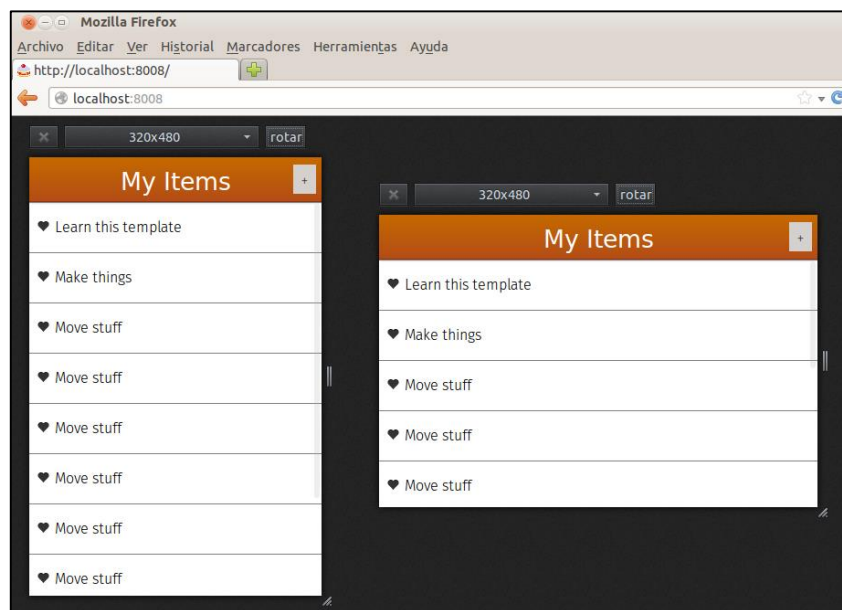 Mozilla Firefox
Archivo Editar Ver Historial Marcadores Herramientas Ayuda
http://localhost:8008/
localhost:8008
320x480 rotar
My Items +
Learn this template
Make things
Move stuff
Move stuff
Move stuff
Move stuff
Move stuff
Move stuff
320x480 rotar
My Items +
Learn this template
Make things
Move stuff
Move stuff
Move stuff